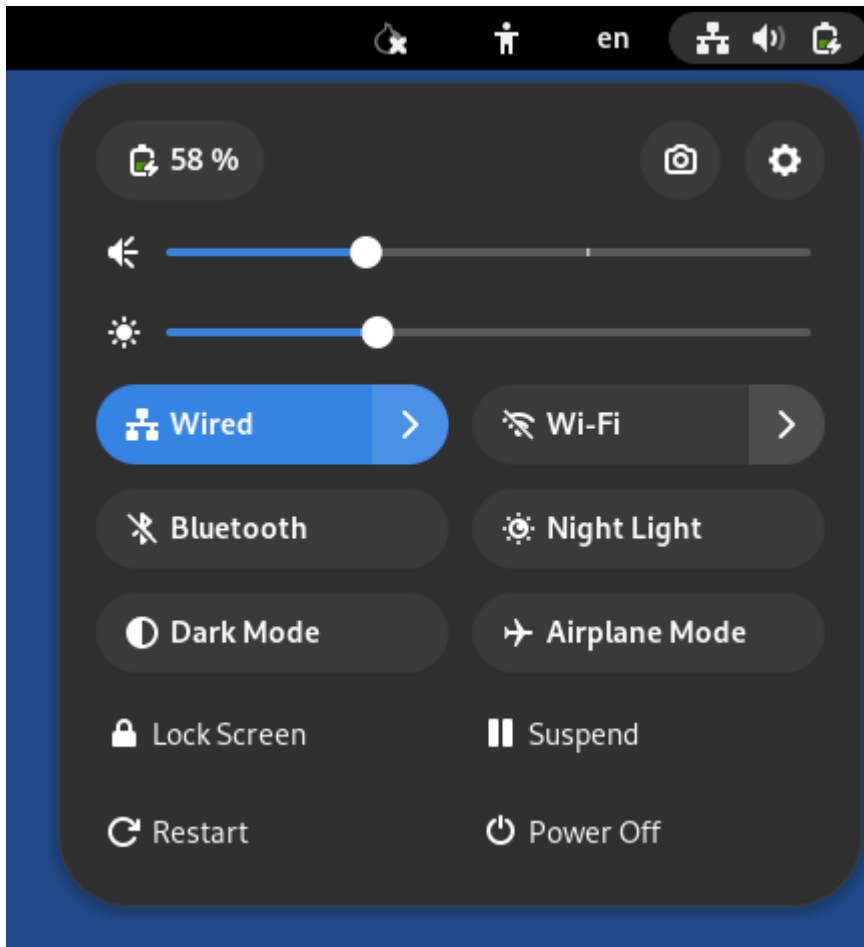 en
58 %
Wired
Wi-Fi
Bluetooth
Night Light
Dark Mode
Airplane Mode
Lock Screen
Suspend
Restart
Power Off